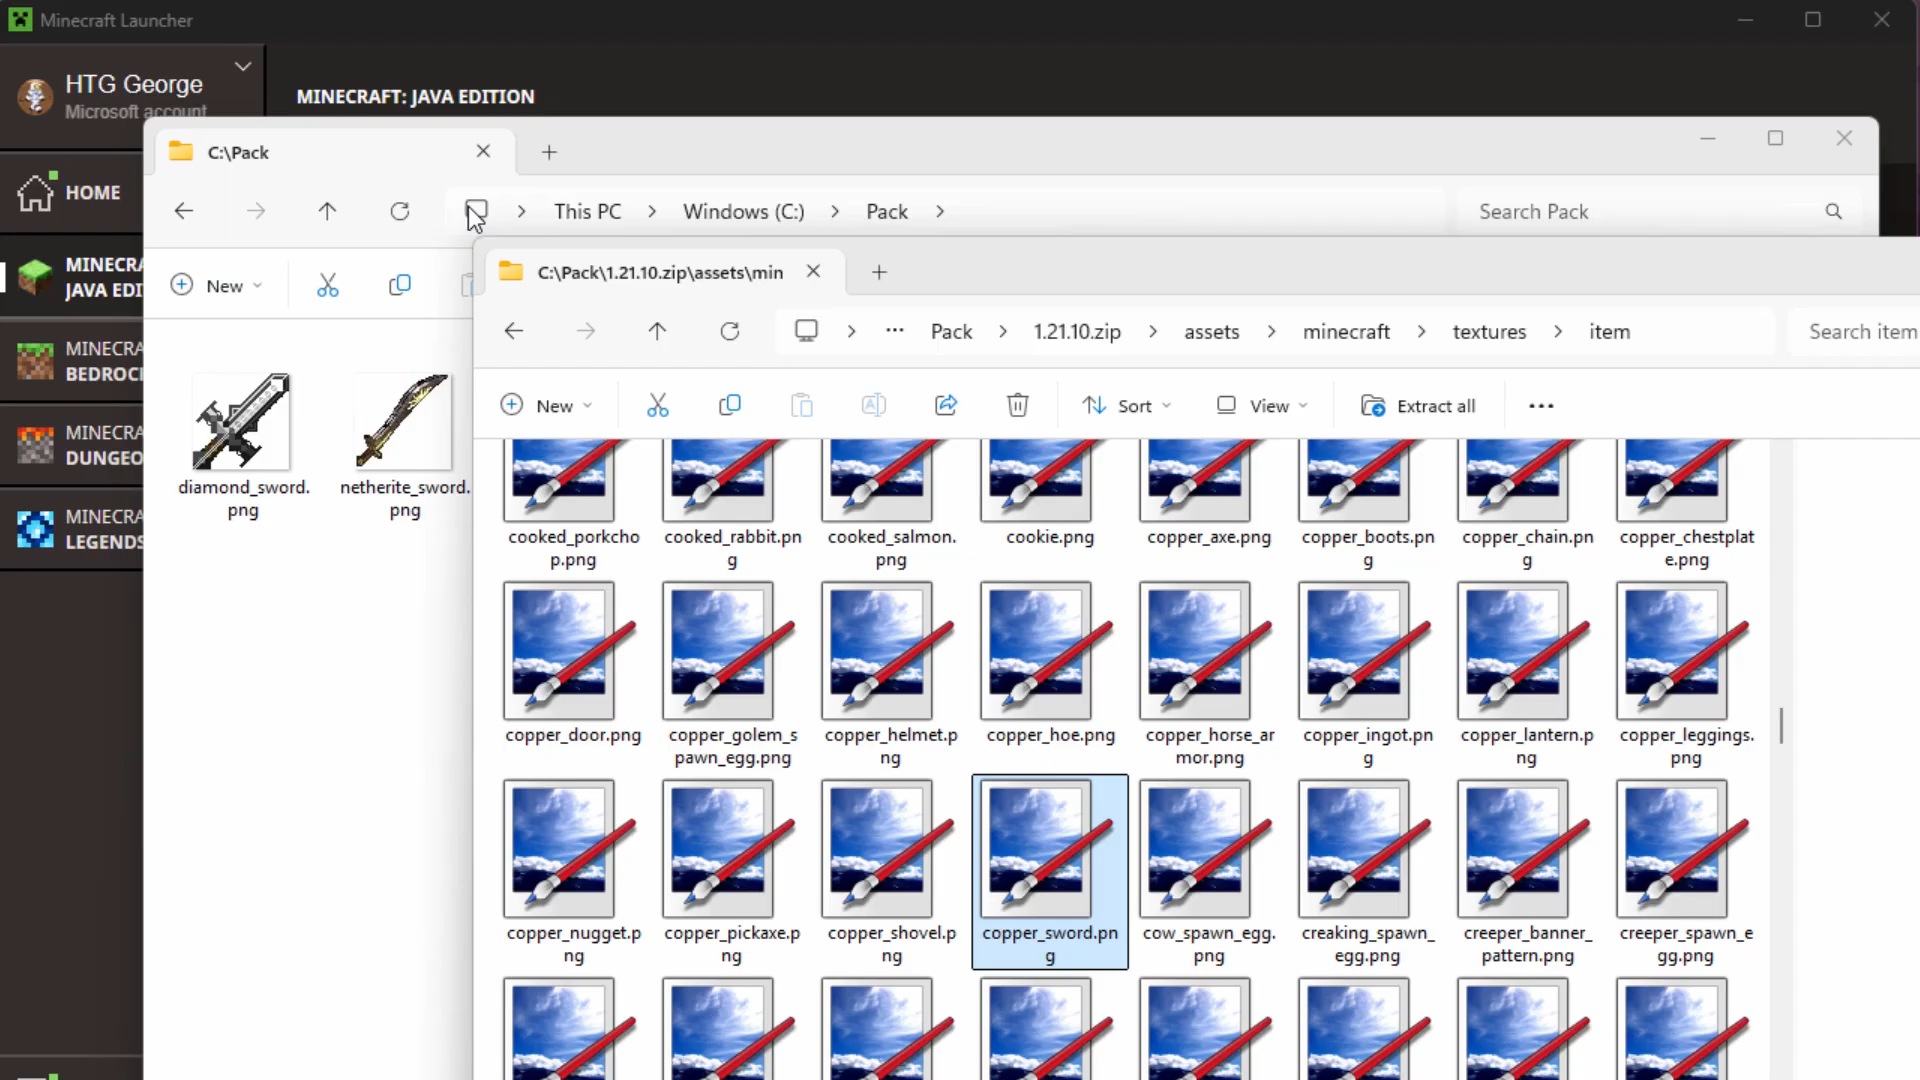 Minecraft Launcher
HTG George
Microsoft account
MINECRAFT: JAVA EDITION
C:\Pack
HOME
This PC
Windows (C:)
Pack
Search Pack
MINECRA
JAVA EDI
New
C:\Pack\1.21.10.zip\assets\min
Pack
1.21.10.zip
assets
minecraft
textures
item
Search item
MINECRA
BEDROCI
New
Sort
View
Extract all
MINECRA
DUNGEO
diamond_sword.
png
netherite_sword.
png
MINECRA
LEGENDS
cooked_porkcho
p.png
cooked_rabbit.pn
g
cooked_salmon.
png
cookie.png
copper_axe.png
copper_boots.pn
g
copper_chain.pn
g
copper_chestplat
e.png
copper_door.png
copper_golem_s
pawn_egg.png
copper_helmet.p
ng
copper_hoe.png
copper_horse_ar
mor.png
copper_ingot.pn
g
copper_lantern.p
ng
copper_leggings.
png
copper_nugget.p
ng
copper_pickaxe.p
ng
copper_shovel.p
ng
copper_sword.pn
g
cow_spawn_egg.
png
creaking_spawn_
egg.png
creeper_banner_
pattern.png
creeper_spawn_e
gg.png